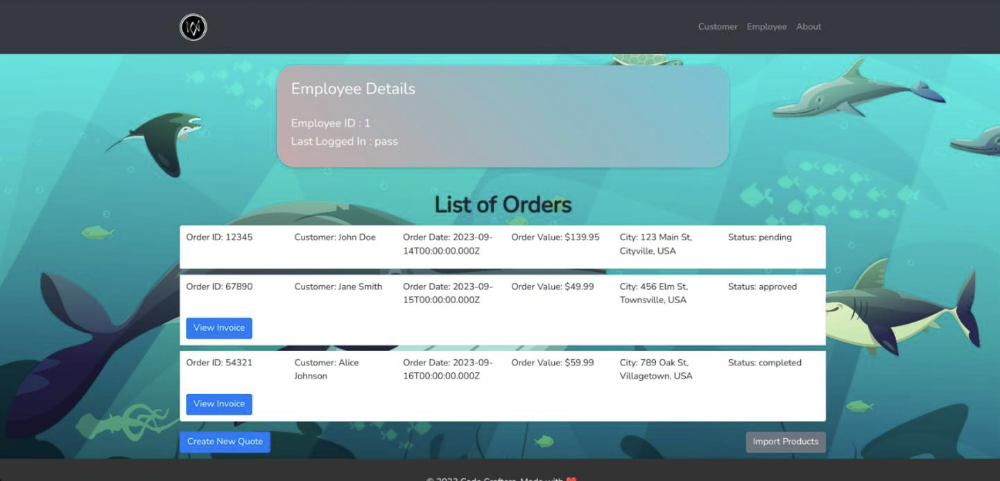 Customer Employee About
Employee Details
Employee ID : 1
Last Logged In : pass
List of Orders
Order ID: 12345
Customer: John Doe
Order Date: 2023-09-
14T00:00:00.000Z
Order Value: $139.95
City: 123 Main St,
Cityville, USA
Status: pending
Order ID: 67890
Customer: Jane Smith
Order Date: 2023-09-
15T00:00:00.000Z
Order Value: $49.99
City: 456 Elm St,
Townsville, USA
Status: approved
View Invoice
Order ID: 54321
Customer: Alice
Johnson
Order Date: 2023-09-
16T00:00:00.000Z
Order Value: $59.99
City: 789 Oak St,
Villagetown, USA
Status: completed
View Invoice
Create New Quote
Import Products
© 2023 Code Crafters. Made with ❤️